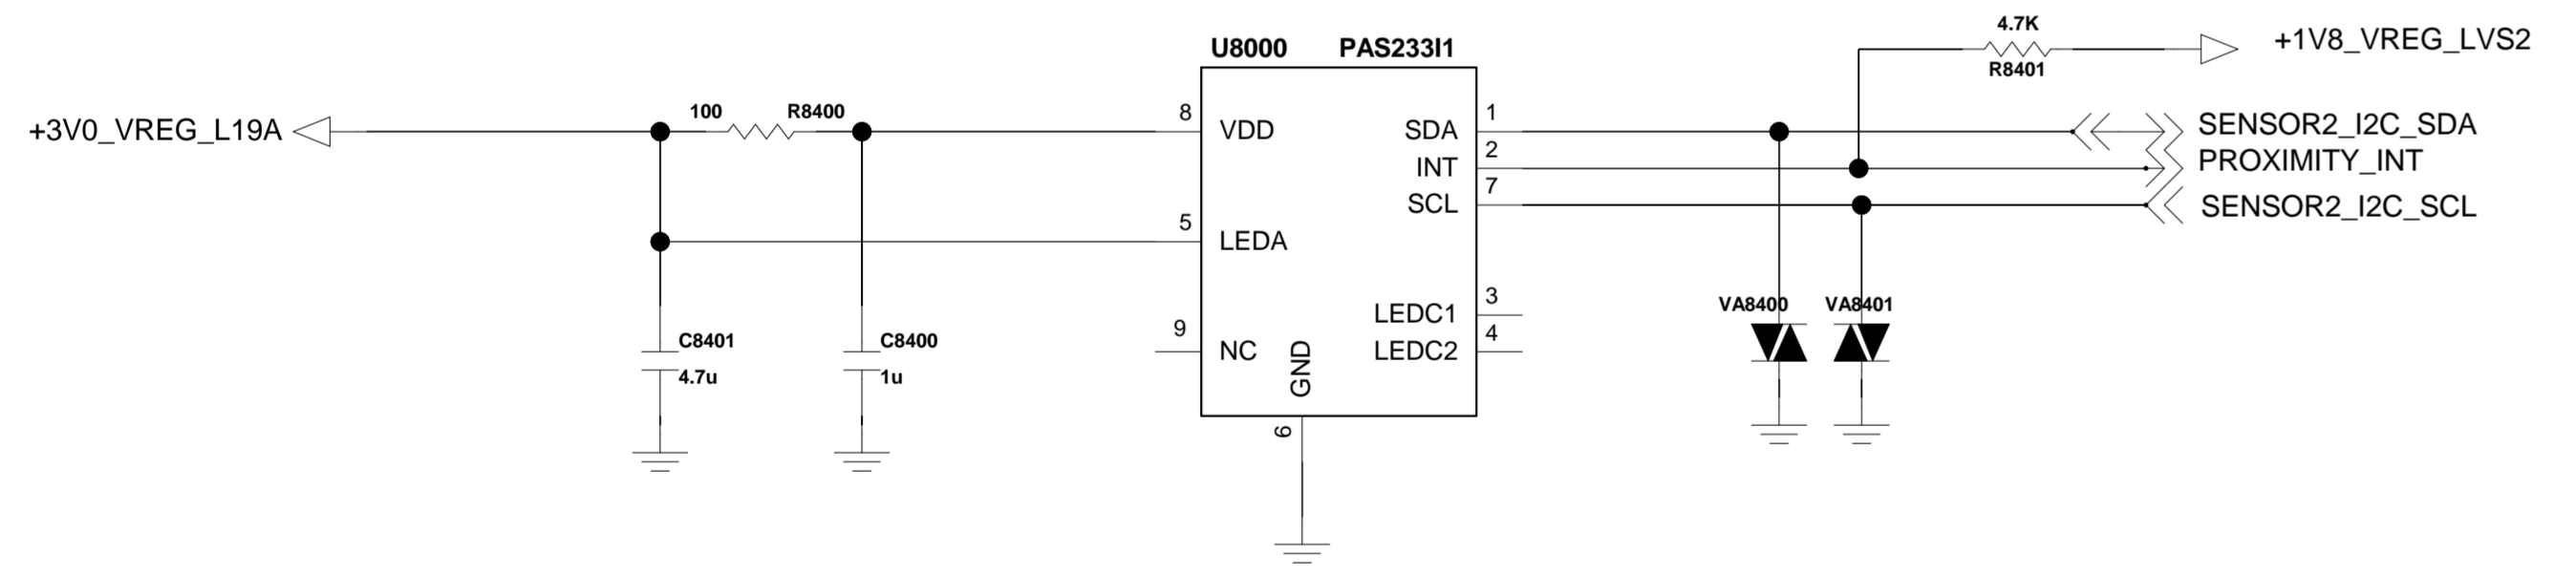 4.7K
U8000 PAS233I1
+1V8_VREG_LVS2
R8401
100 R8400
8
1
+3V0_VREG_L19A
VDD
SDA
SENSOR2_I2C_SDA
2
INT
PROXIMITY_INT
7
SCL
SENSOR2_I2C_SCL
5
LEDA
3
VA8400 VA8401
LEDC1
9
4
C8401
C8400
NC
LEDC2
GND
4.7u
1u
6